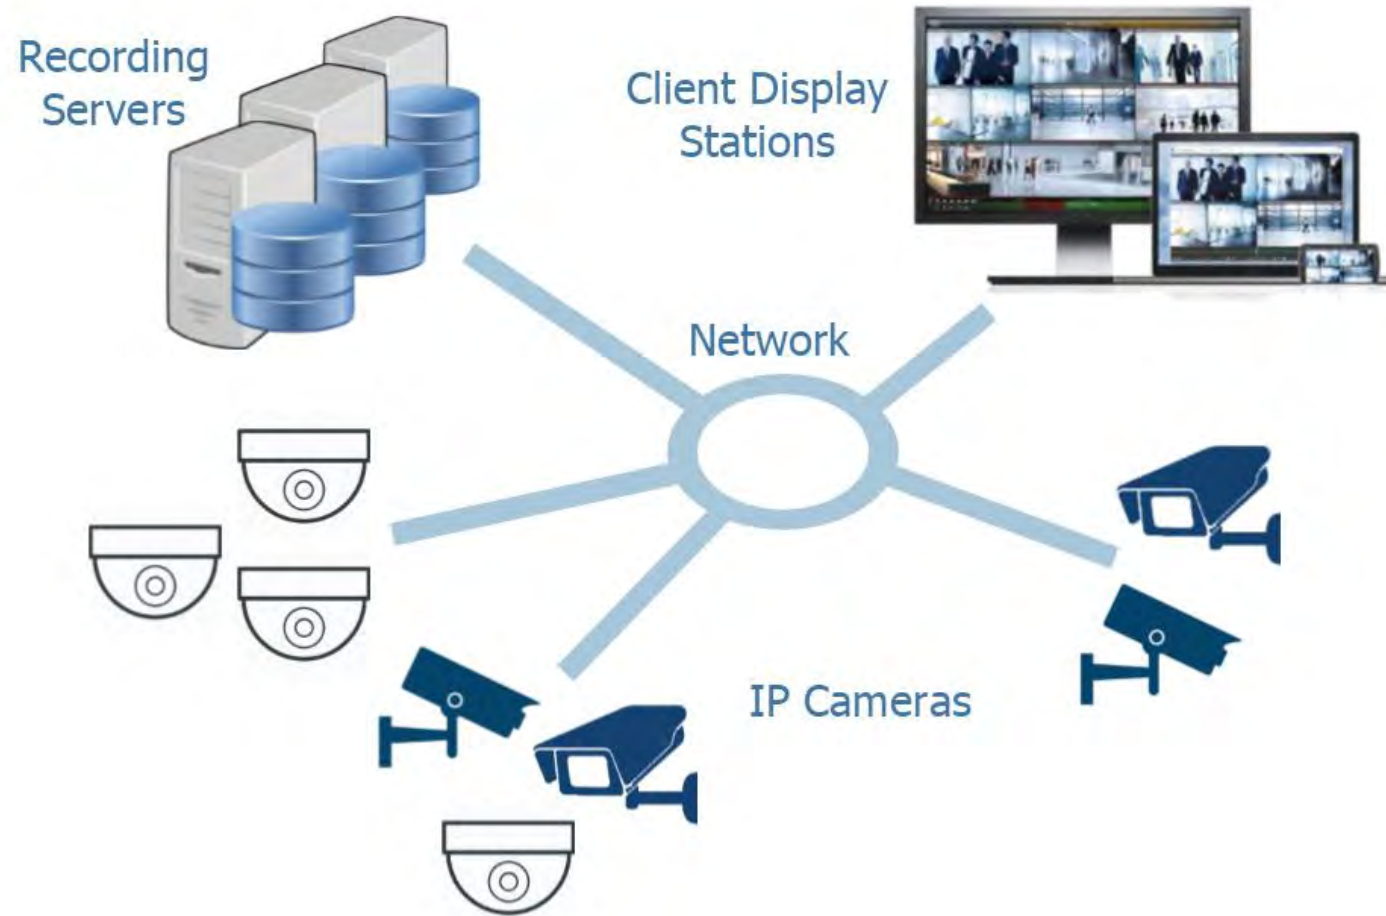 Recording
Servers
Client Display
Stations
Network
IP Cameras